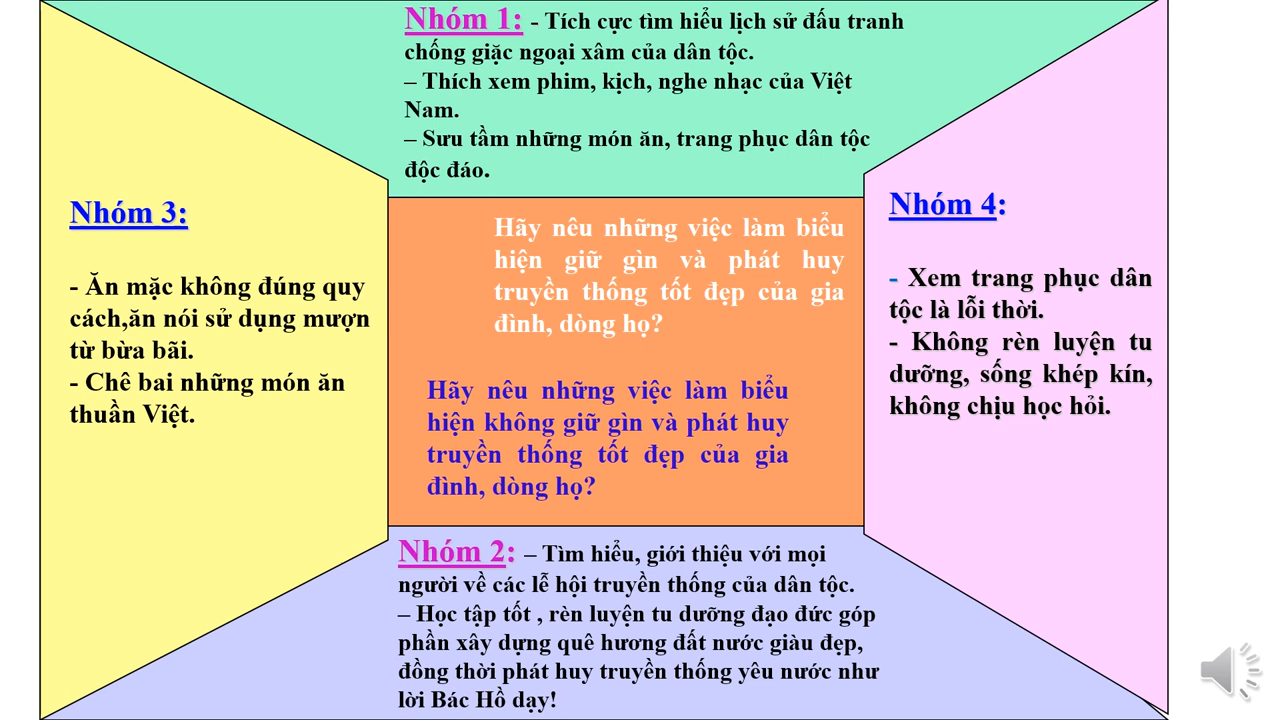 Nhóm 1: - Tích cực tìm hiểu lịch sử đấu tranh
chống giặc ngoại xâm của dân tộc.
– Thích xem phim, kịch, nghe nhạc của Việt
Nam.
– Sưu tầm những món ăn, trang phục dân tộc
độc đáo.
Nhóm 3:
- Ăn mặc không đúng quy
cách,ăn nói sử dụng mượn
từ bừa bãi.
- Chê bai những món ăn
thuần Việt.
Hãy nêu những việc làm biểu
hiện giữ gìn và phát huy
truyền thống tốt đẹp của gia
đình, dòng họ?
Hãy nêu những việc làm biểu
hiện không giữ gìn và phát huy
truyền thống tốt đẹp của gia
đình, dòng họ?
Nhóm 4:
- Xem trang phục dân
tộc là lỗi thời.
- Không rèn luyện tu
dưỡng, sống khép kín,
không chịu học hỏi.
Nhóm 2: – Tìm hiểu, giới thiệu với mọi
người về các lễ hội truyền thống của dân tộc.
– Học tập tốt , rèn luyện tu dưỡng đạo đức góp
phần xây dựng quê hương đất nước giàu đẹp,
đồng thời phát huy truyền thống yêu nước như
lời Bác Hồ dạy!